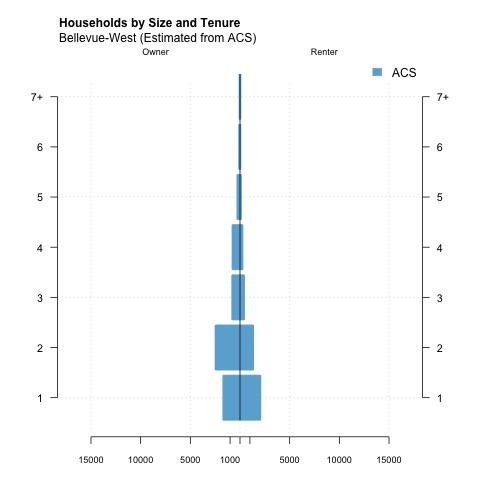 Households by Size and Tenure
Bellevue-West (Estimated from ACS)
Owner Renter
ACS
7+ 7+
6 6
5 5
4 4
3 3
2 2
1 1
15000 10000 5000 1000 5000 10000 15000